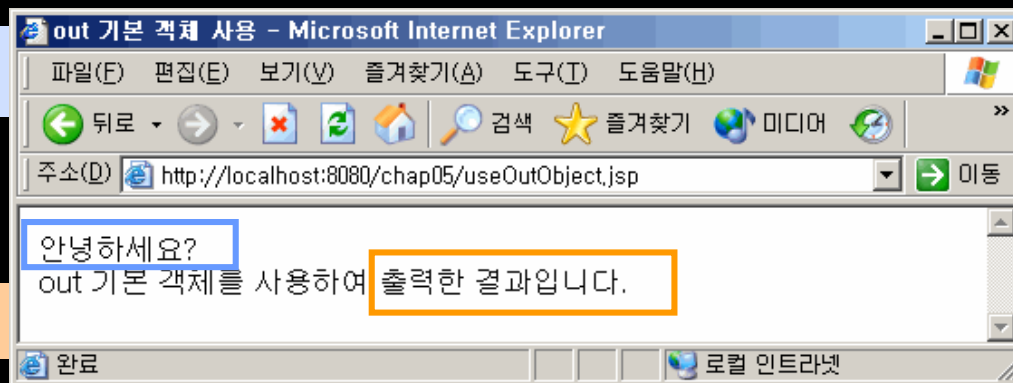 out 기본 객체 사용 - Microsoft Internet Explorer
파일(F) 편집(E) 보기(V) 즐겨찾기(A) 도구(T) 도움말(H)
뒤로 검색 즐겨찾기 미디어 »
주소(D) http://localhost:8080/chap05/useOutObject.jsp 이동
안녕하세요?
out 기본 객체를 사용하여 출력한 결과입니다.
완료 로컬 인트라넷